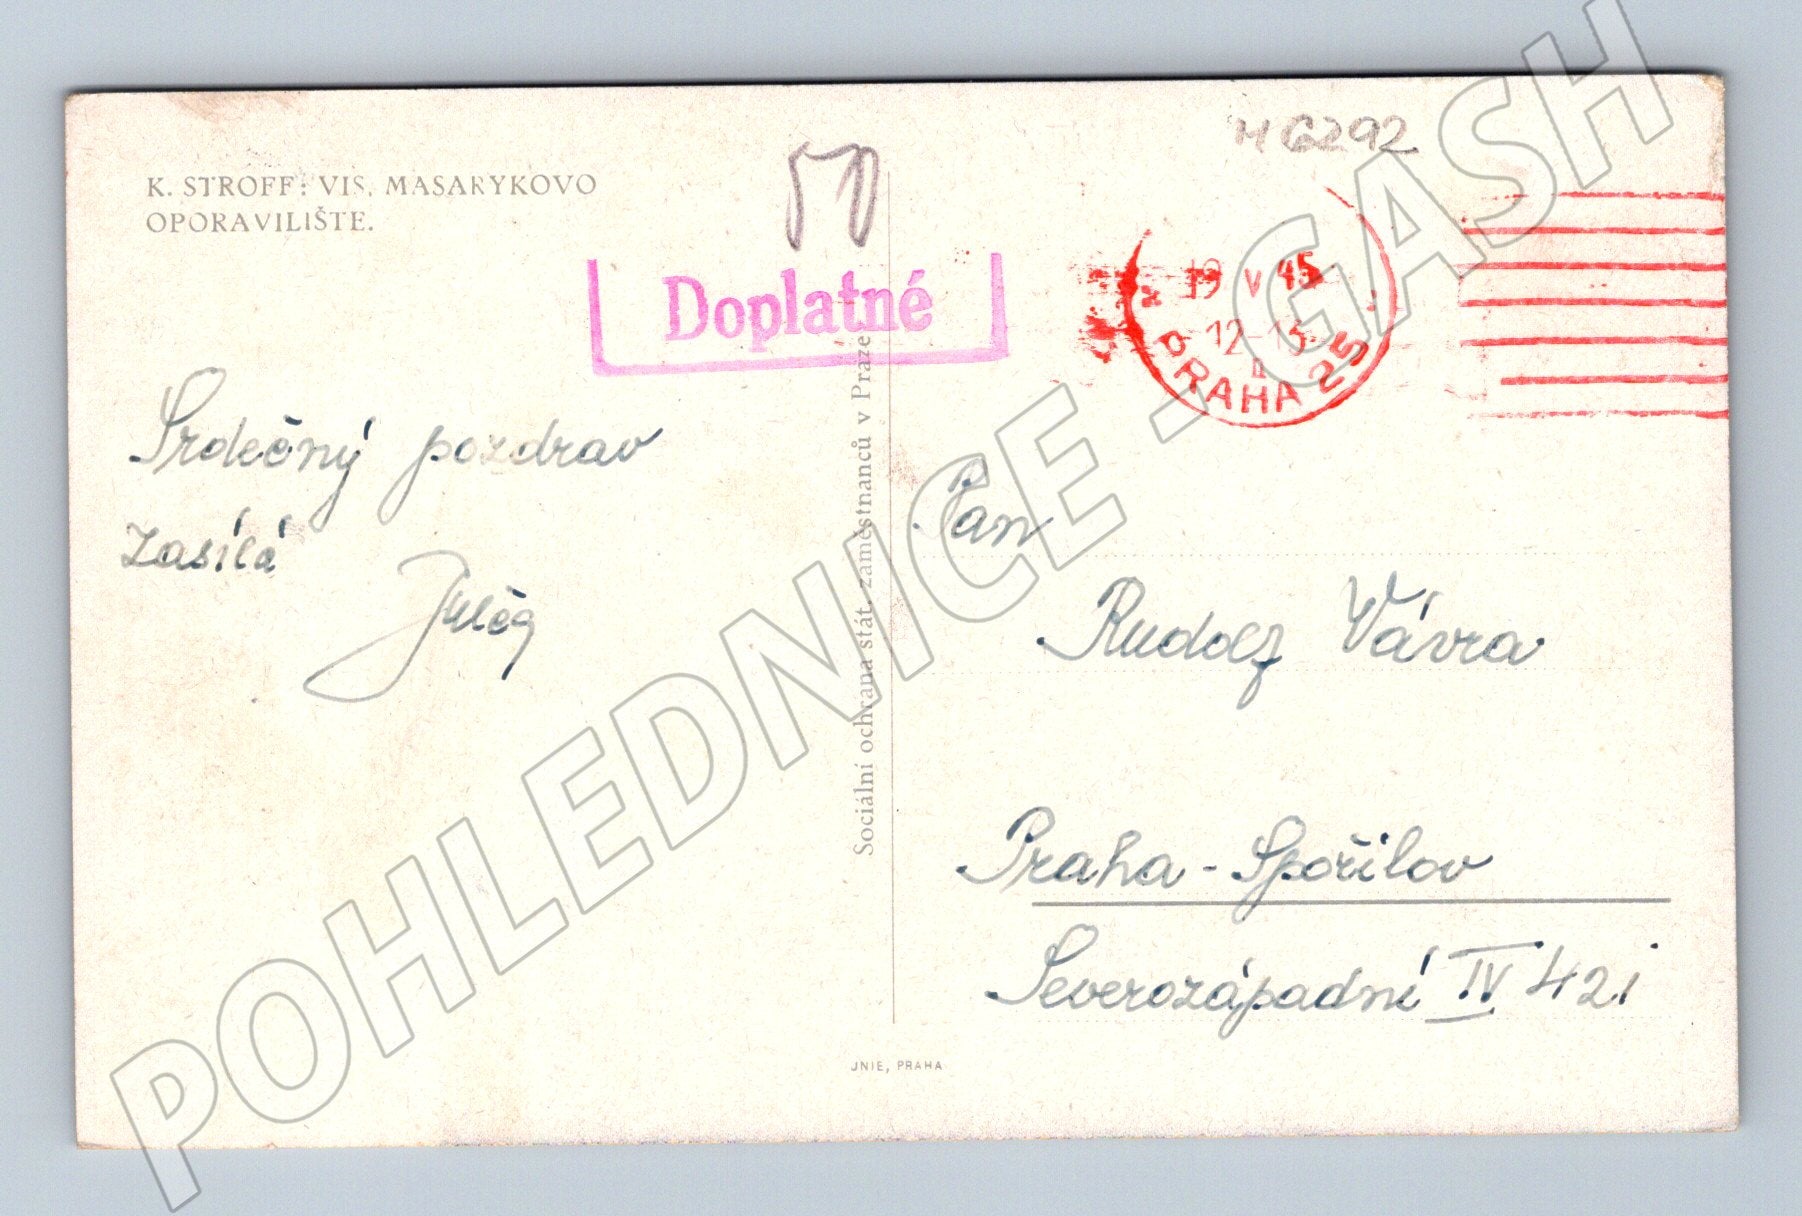 K. STROFF: VIS. MASARYKOVO
OPORAVILIŠTE.
50
Doplatné
19 V 45
12-13
PRAHA 25
Srdečný pozdrav
zasílá
Sociální ochrana stát. zaměstnanců v Praze
Pan
Rudolf Vávra
Praha - Spořilov
Severozápadní IV 421
JNIE, PRAHA
POHLEDNICE - GASH